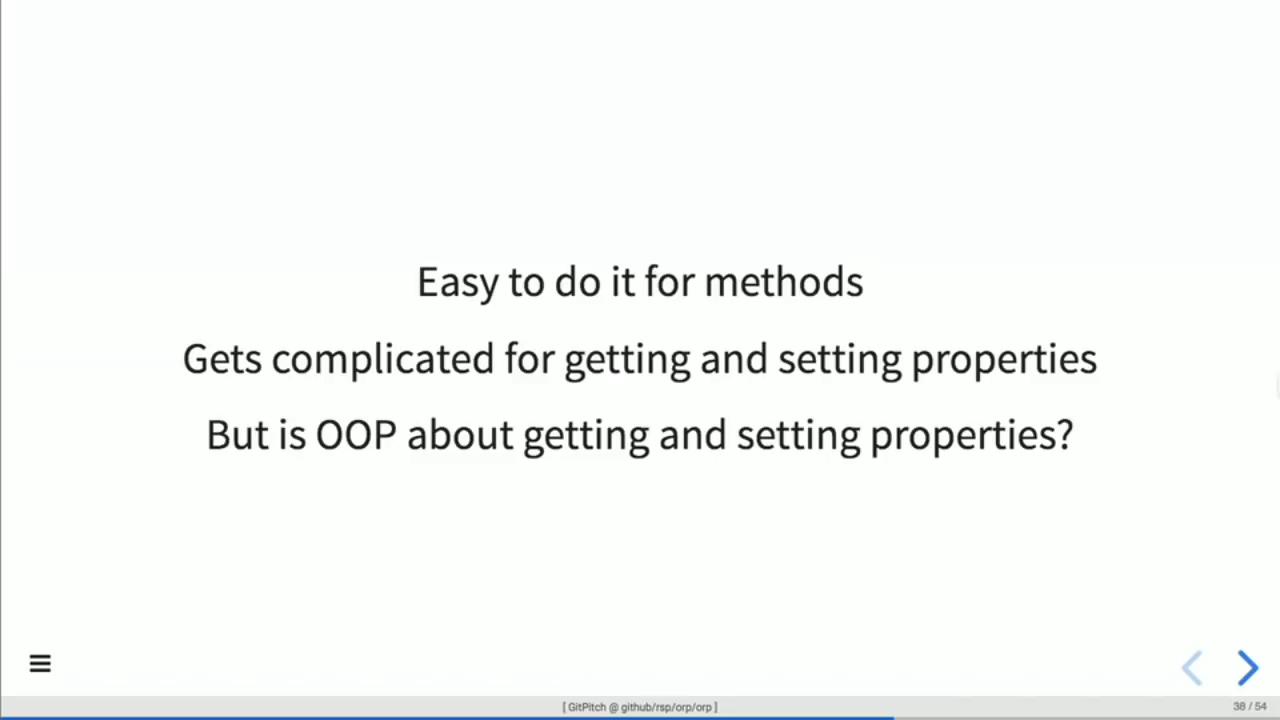 Easy to do it for methods
Gets complicated for getting and setting properties
But is OOP about getting and setting properties?
[ GitPitch @ github/rsp/orp/orp ]
38 / 54